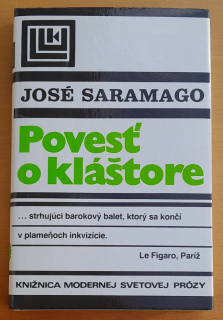 JOSÉ SARAMAGO
Povesť
o kláštore
... strhujúci barokový balet, ktorý sa končí
v plameňoch inkvizície.
Le Figaro, Paríž
KNIŽNICA MODERNEJ SVETOVEJ PRÓZY